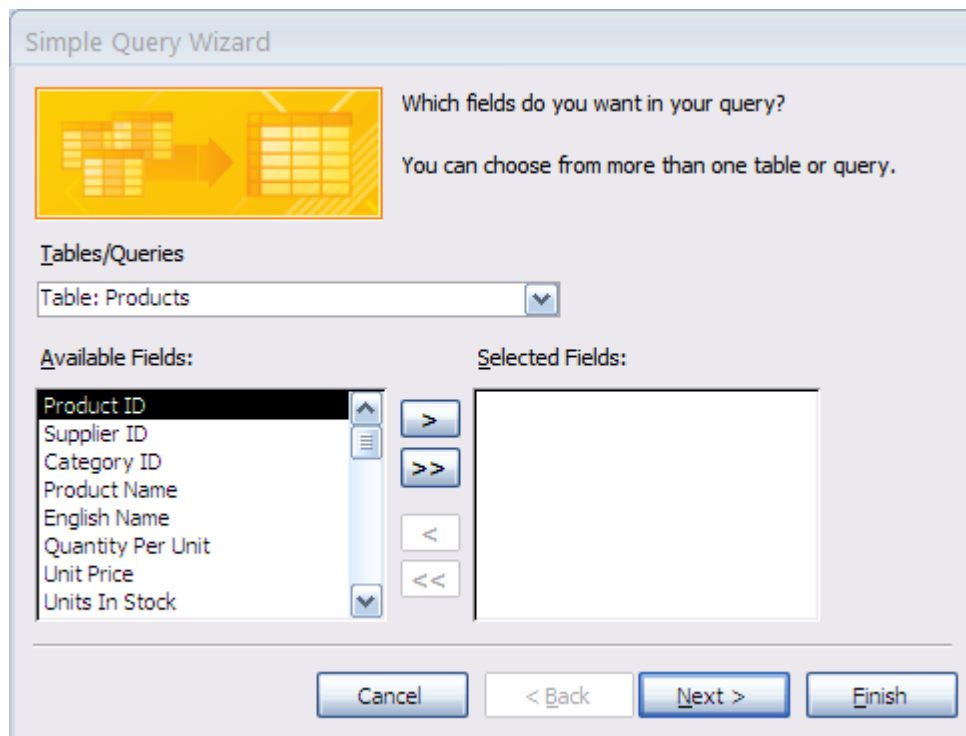 Simple Query Wizard
Which fields do you want in your query?
You can choose from more than one table or query.
Tables/Queries
Table: Products
Available Fields:
Selected Fields:
Product ID
Supplier ID
Category ID
Product Name
English Name
Quantity Per Unit
Unit Price
Units In Stock
>
>>
<
<<
Cancel
< Back
Next >
Finish